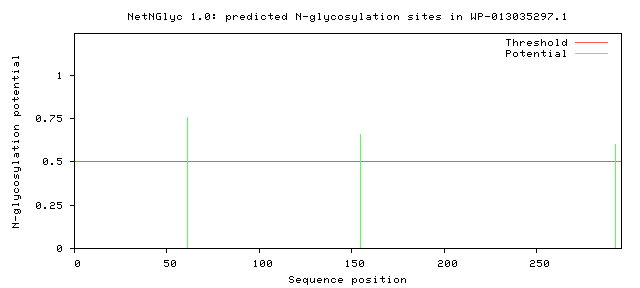 NetNGlyc 1.0: predicted N-glycosylation sites in WP-013035297.1
Threshold
Potential
N-glycosylation potential
1
0.75
0.5
0.25
0
0 50 100 150 200 250
Sequence position